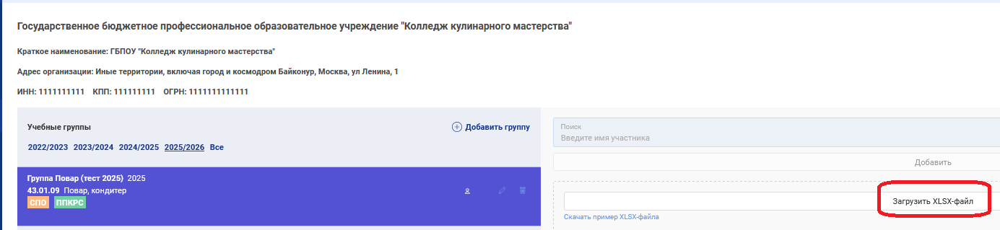 Государственное бюджетное профессиональное образовательное учреждение "Колледж кулинарного мастерства"
Краткое наименование: ГБПОУ "Колледж кулинарного мастерства"
Адрес организации: Иные территории, включая город и космодром Байконур, Москва, ул Ленина, 1
ИНН: 1111111111 КПП: 111111111 ОГРН: 1111111111111
Учебные группы
Добавить группу
2022/2023 2023/2024 2024/2025 2025/2026 Все
Группа Повар (тест 2025) 2025
43.01.09 Повар, кондитер
СПО ППКРС
Поиск
Введите имя участника
Добавить
Загрузить XLSX-файл
Скачать пример XLSX-файла